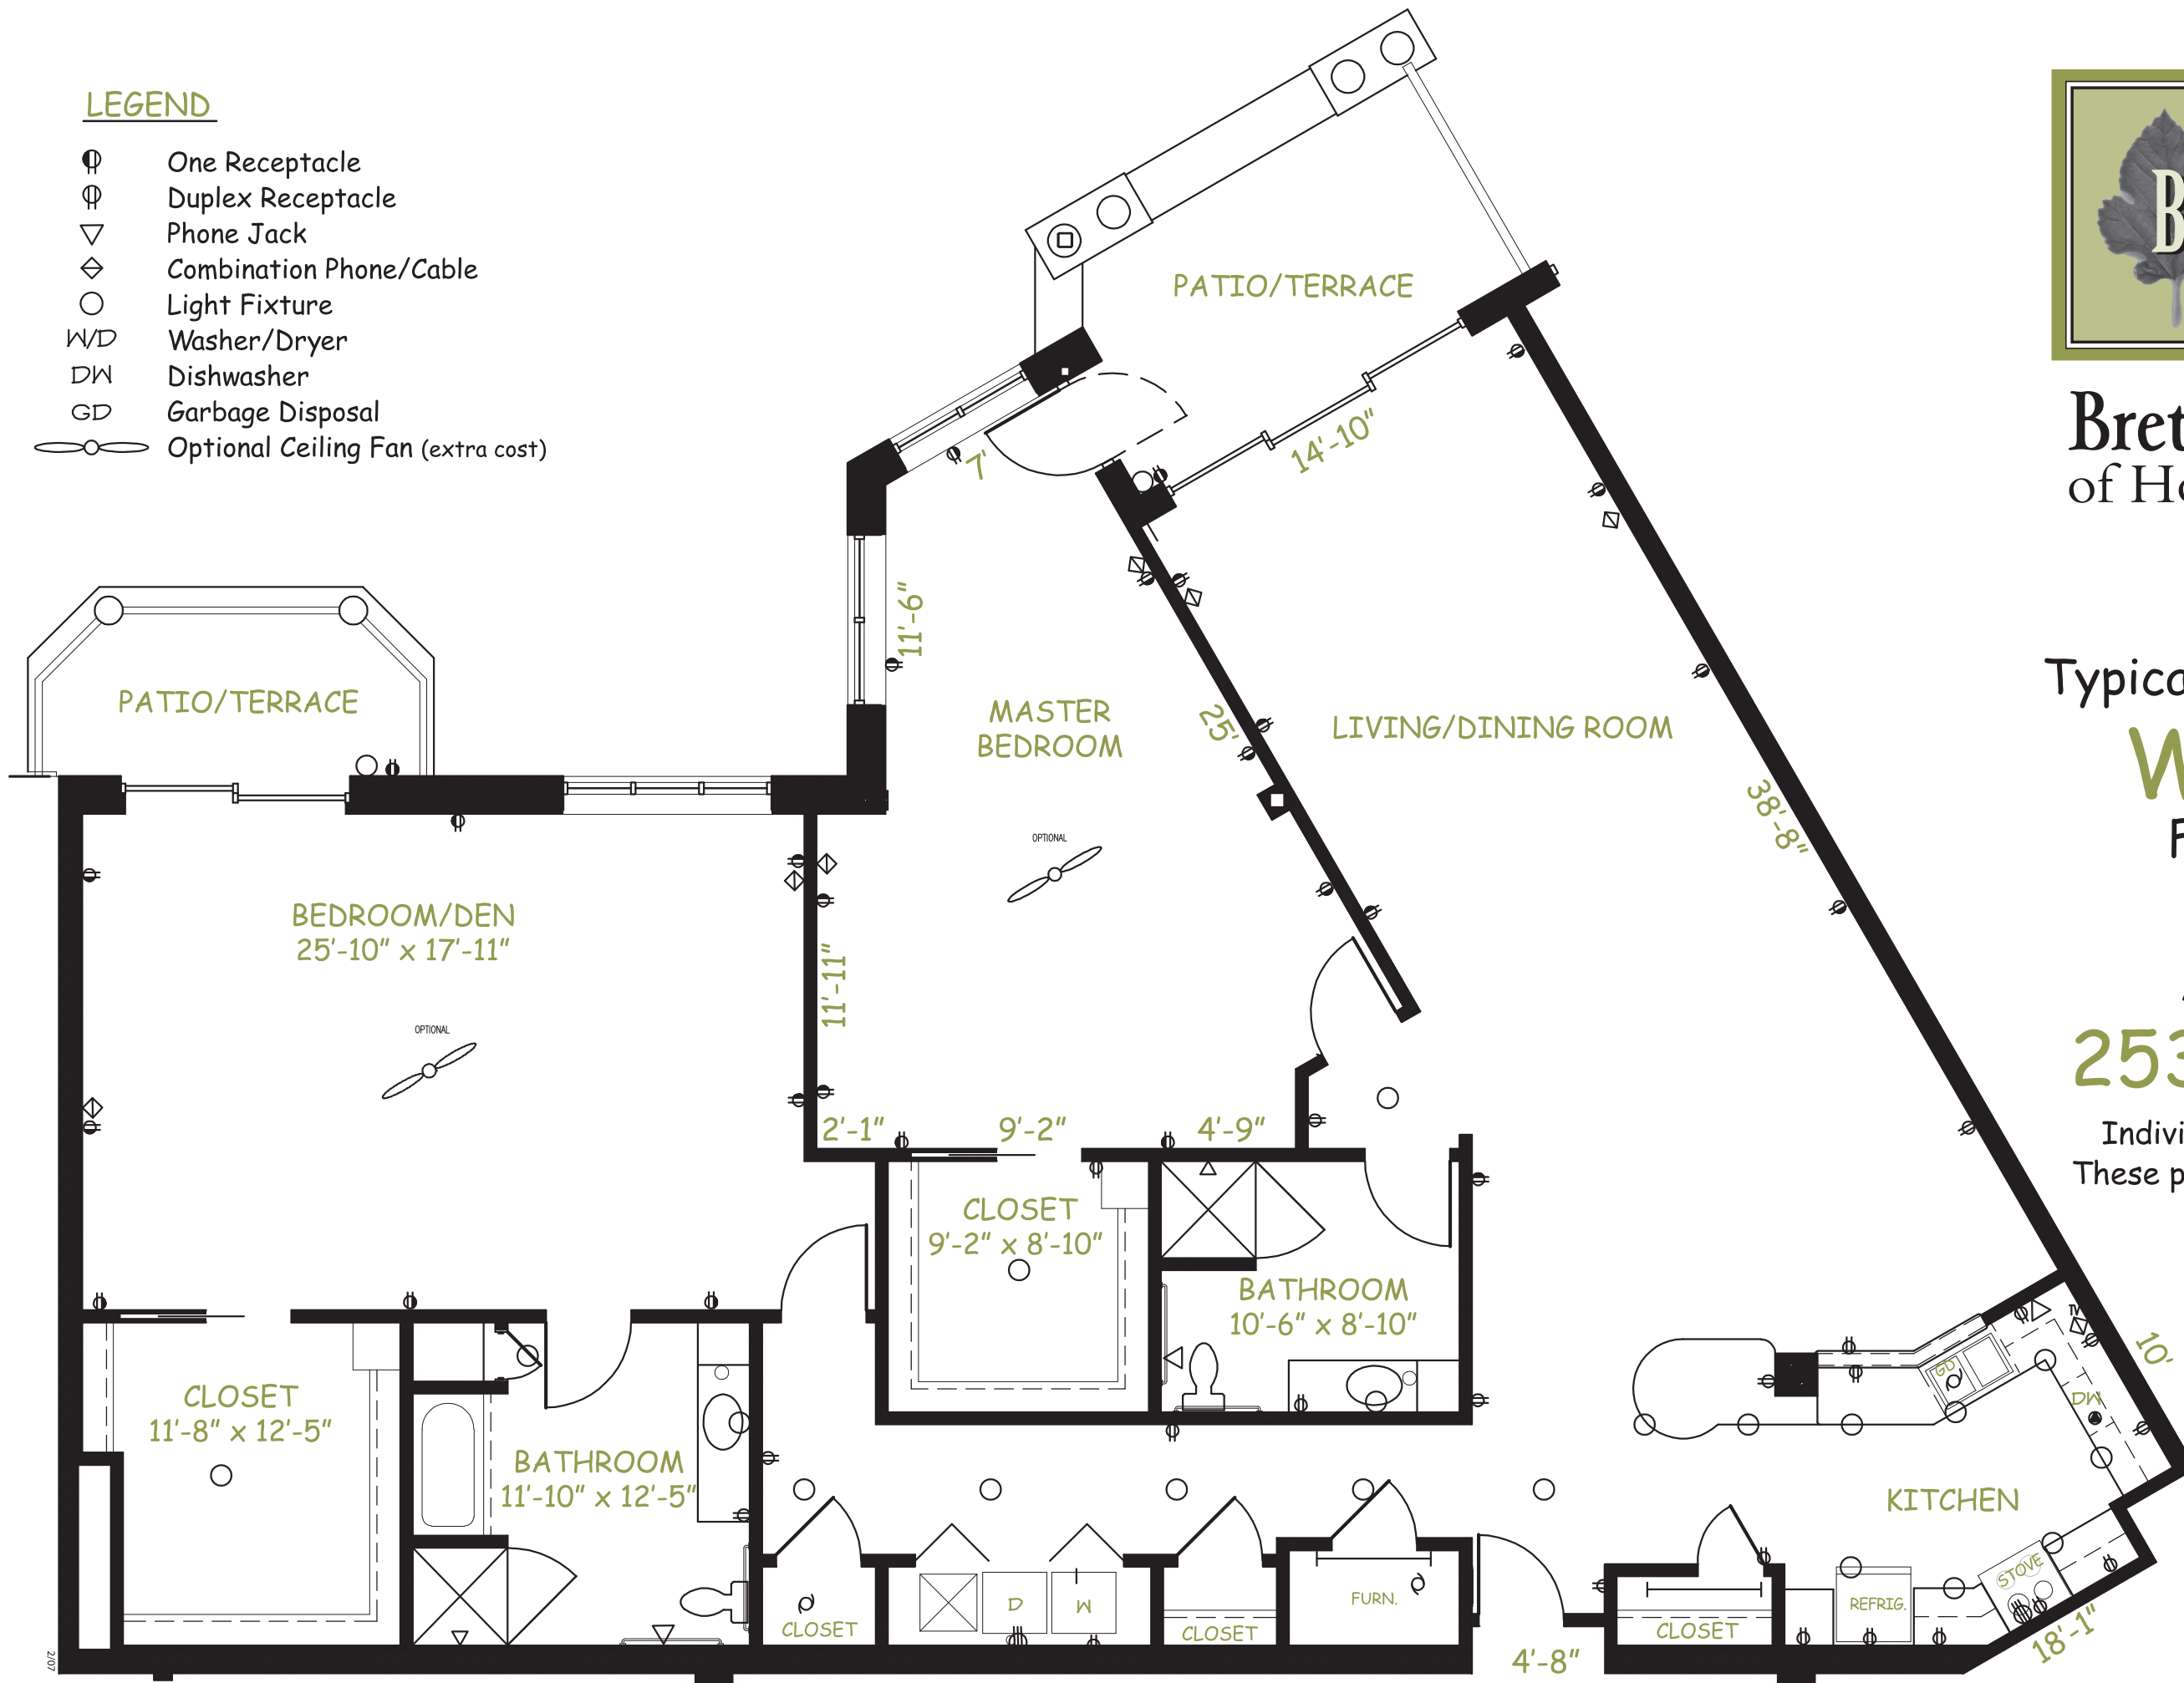 LEGEND
One Receptacle
Duplex Receptacle
Phone Jack
Combination Phone/Cable
Light Fixture
W/D Washer/Dryer
DW Dishwasher
GD Garbage Disposal
Optional Ceiling Fan (extra cost)
B
Bret
of Ho
Typica
W
F
253
Indivi
These p
PATIO/TERRACE
7'
14'-10"
11'-6"
PATIO/TERRACE
MASTER
BEDROOM
25'
LIVING/DINING ROOM
38'-8"
OPTIONAL
BEDROOM/DEN
25'-10" x 17'-11"
11'-11"
OPTIONAL
2'-1"
9'-2"
4'-9"
CLOSET
9'-2" x 8'-10"
BATHROOM
10'-6" x 8'-10"
TV
10'
GD
DW
CLOSET
11'-8" x 12'-5"
BATHROOM
11'-10" x 12'-5"
KITCHEN
STOVE
CLOSET
D
W
CLOSET
FURN.
CLOSET
REFRIG.
18'-1"
4'-8"
2/07